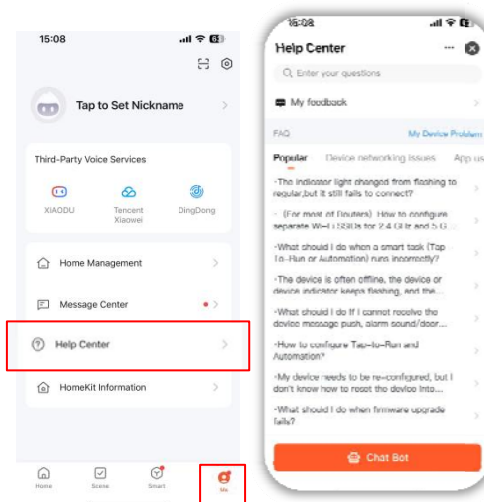 15:08
Tap to Set Nickname
Third-Party Voice Services
XIAODU
Tencent
Xiaowei
DingDong
Home Management
Message Center
Help Center
HomeKit Information
Home
Scene
Smart
Me
15:08
Help Center
Enter your questions
My feedback
FAQ
My Device Problem
Popular
Device networking issues
App us
-The indicator light changed from flashing to
regular,but it still fails to connect?
- (For most of Routers) How to configure
separate Wi-Fi SSIDs for 2.4 GHz and 5 G...
-What should I do when a smart task (Tap
To-Run or Automation) runs incorrectly?
-The device is often offline, the device or
device indicator keeps flashing, and the...
-What should I do If I cannot receive the
device message push, alarm sound/door...
-How to configure Tap-to-Run and
Automation?
-My device needs to be re-configured, but I
don't know how to reset the device into...
-What should I do when firmware upgrade
fails?
Chat Bot